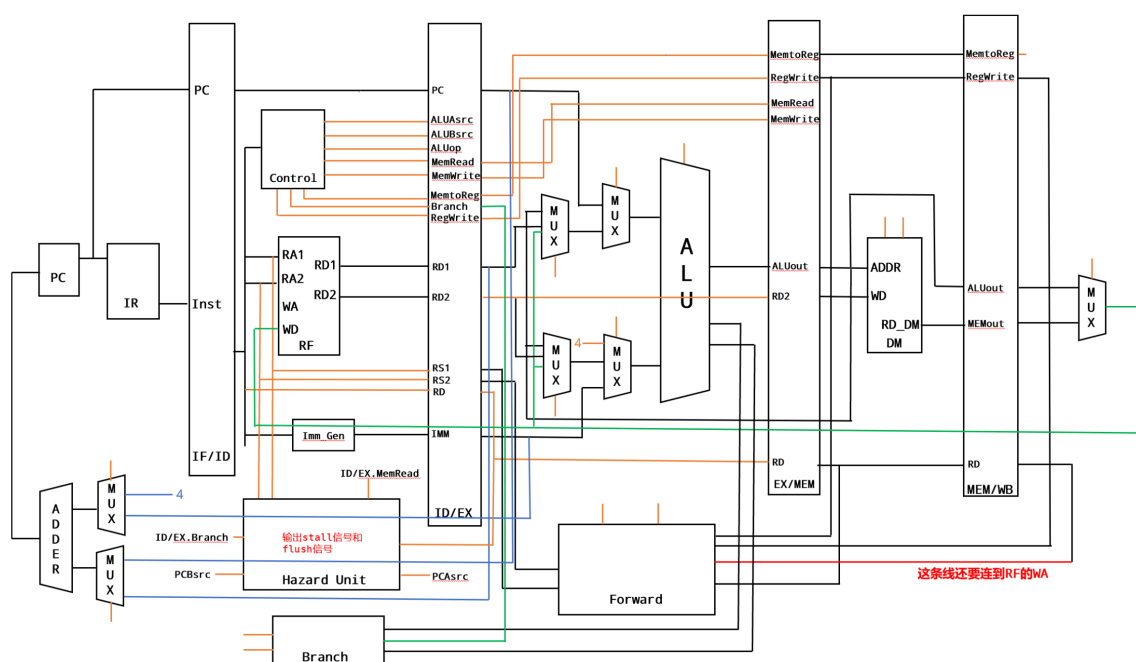 PC
IR
PC
Inst
IF/ID
Control
RA1
RA2
WA
WD
RD1
RD2
RF
Imm_Gen
PC
ALUAsrc
ALUBsrc
ALUop
MemRead
MemWrite
MemtoReg
Branch
RegWrite
RD1
RD2
RS1
RS2
RD
IMM
ID/EX
MUX
MUX
MUX
4
MUX
ALU
MemtoReg
RegWrite
MemRead
MemWrite
ALUout
RD2
RD
EX/MEM
ADDR
WD
RD_DM
DM
MemtoReg
RegWrite
ALUout
MEMout
RD
MEM/WB
MUX
ADDER
MUX
4
MUX
ID/EX.MemRead
ID/EX.Branch
PCBsrc
输出stall信号和
flush信号
Hazard Unit
PCAsrc
Forward
这条线还要连到RF的WA
Branch